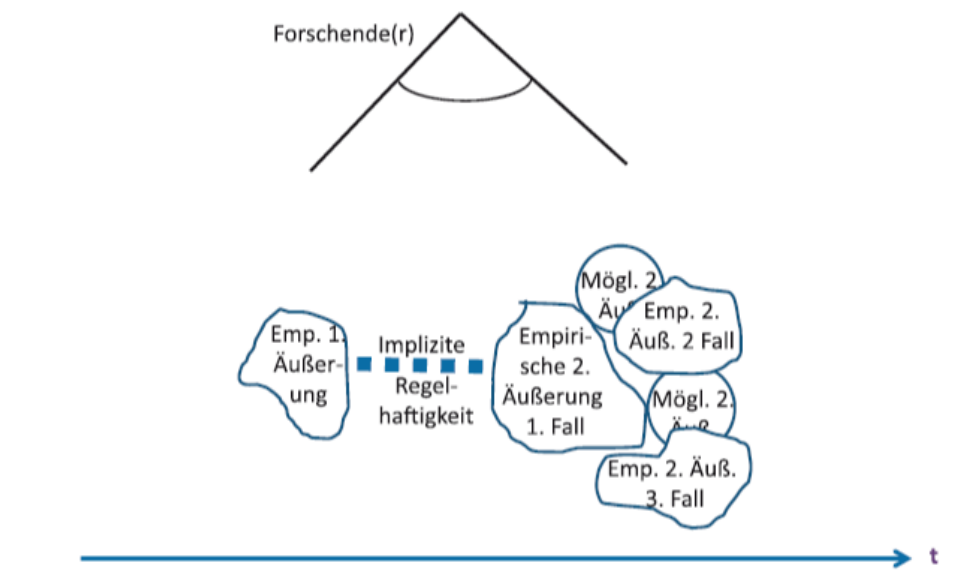 Forschende(r)
Emp. 1.
Äußer-
ung
Implizite
Regel-
haftigkeit
Empiri-
sche 2.
Äußerung
1. Fall
Mögl. 2
Emp. 2.
Äuß. 2 Fall
Mögl. 2.
Emp. 2. Äuß.
3. Fall
t